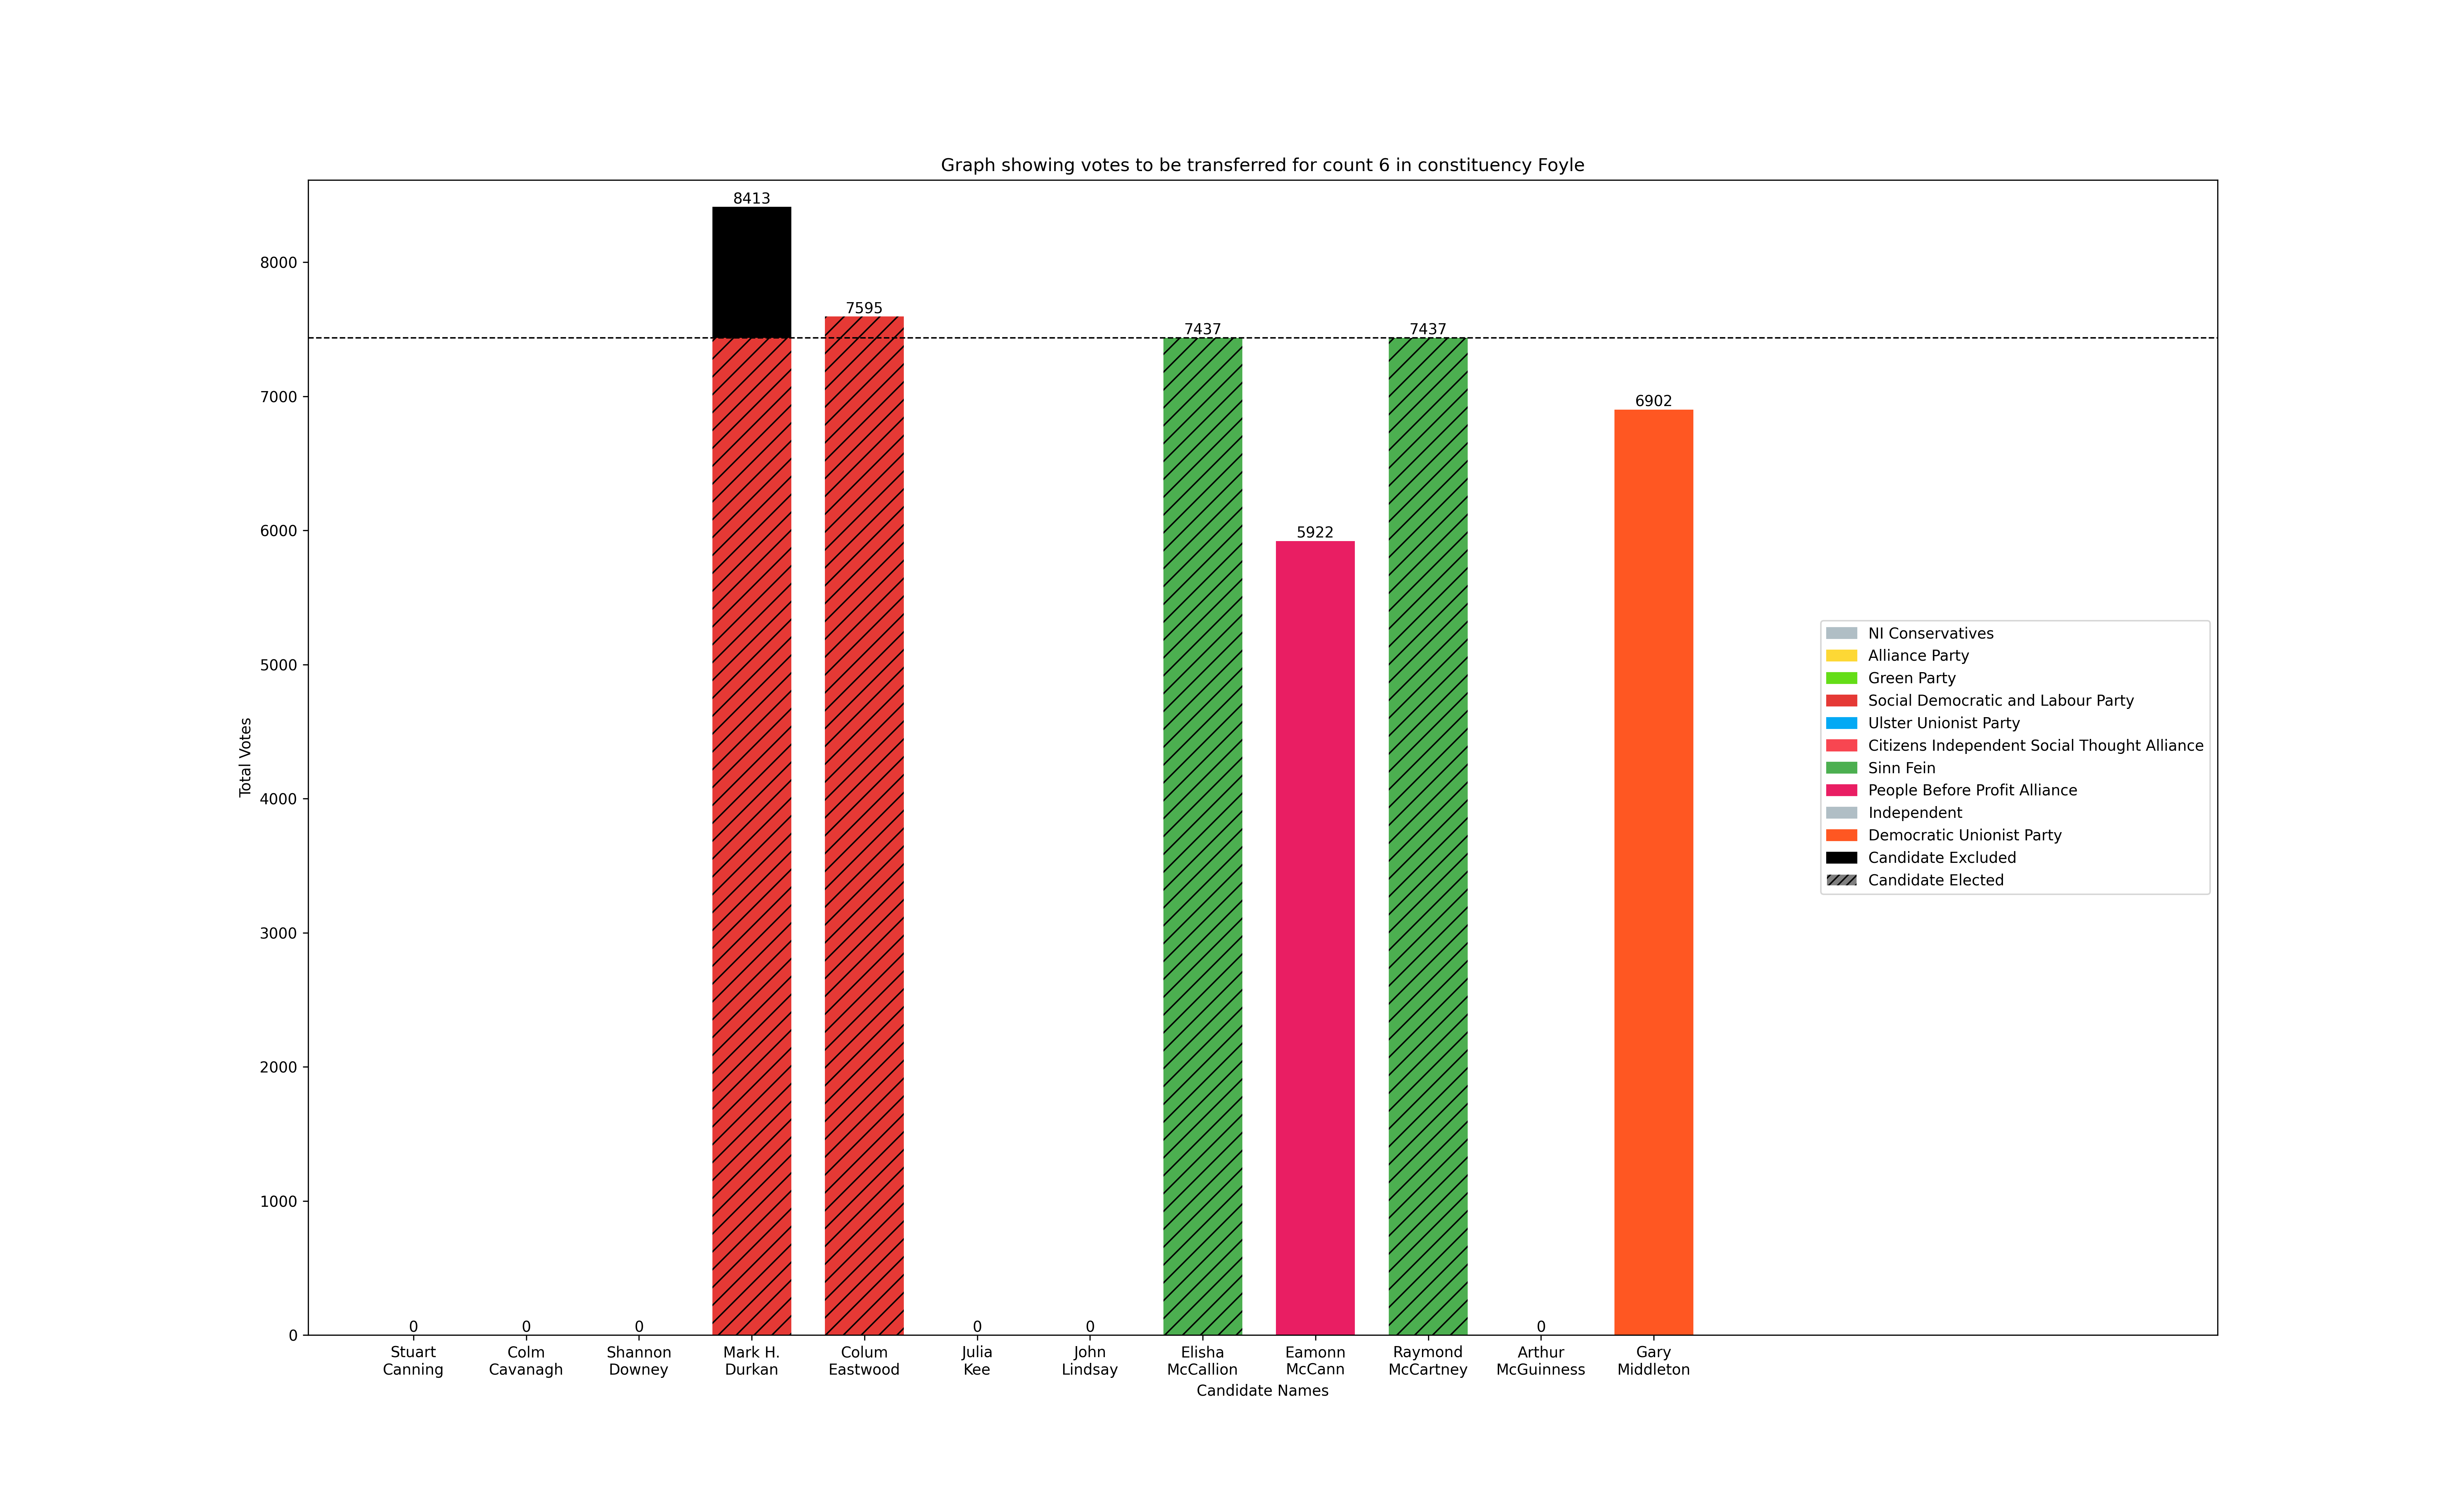 Graph showing votes to be transferred for count 6 in constituency Foyle
8413
8000
7595
7437
7437
7000
6902
6000
5922
5000
4000
3000
2000
1000
0
Total Votes
0
0
0
0
0
0
Stuart
Canning
Colm
Cavanagh
Shannon
Downey
Mark H.
Durkan
Colum
Eastwood
Julia
Kee
John
Lindsay
Elisha
McCallion
Eamonn
McCann
Raymond
McCartney
Arthur
McGuinness
Gary
Middleton
Candidate Names
NI Conservatives
Alliance Party
Green Party
Social Democratic and Labour Party
Ulster Unionist Party
Citizens Independent Social Thought Alliance
Sinn Fein
People Before Profit Alliance
Independent
Democratic Unionist Party
Candidate Excluded
Candidate Elected